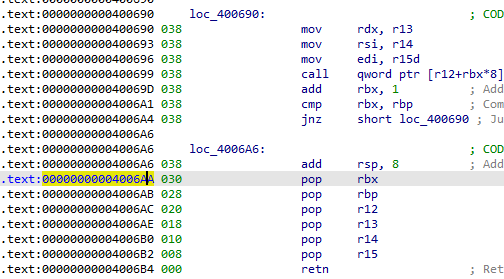 .text:0000000000400690 loc_400690: ; COD
.text:0000000000400690 038 mov rdx, r13
.text:0000000000400693 038 mov rsi, r14
.text:0000000000400696 038 mov edi, r15d
.text:0000000000400699 038 call qword ptr [r12+rbx*8]
.text:000000000040069D 038 add rbx, 1 ; Add
.text:00000000004006A1 038 cmp rbx, rbp ; Com
.text:00000000004006A4 038 jnz short loc_400690 ; Ju
.text:00000000004006A6
.text:00000000004006A6 loc_4006A6: ; COD
.text:00000000004006A6 038 add rsp, 8 ; Add
.text:00000000004006AA 030 pop rbx
.text:00000000004006AB 028 pop rbp
.text:00000000004006AC 020 pop r12
.text:00000000004006AE 018 pop r13
.text:00000000004006B0 010 pop r14
.text:00000000004006B2 008 pop r15
.text:00000000004006B4 000 retn ; Ret